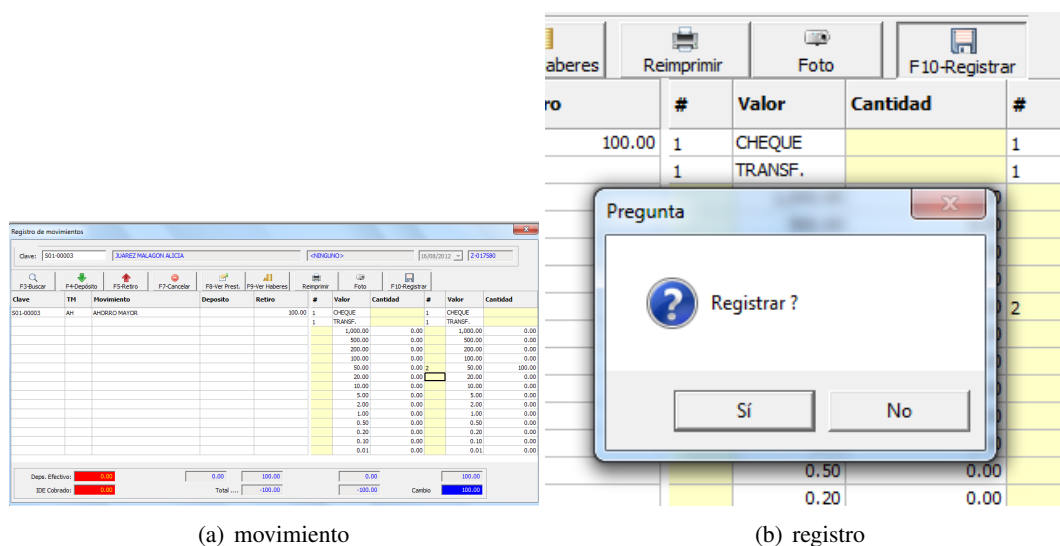 Registro de movimientos
Clave: S01-00003 JUAREZ MALAGON ALICIA <NINGUNO> 16/08/2012 Z-017580
F3-Buscar F4-Depósito F5-Retiro F7-Cancelar F8-Ver Prest. F9-Ver Haberes Reimprimir Foto F10-Registrar
Clave TM Movimiento Deposito Retiro # Valor Cantidad # Valor Cantidad
S01-00003 AH AHORRO MAYOR 100.00 1 CHEQUE 1 CHEQUE
1 TRANSF. 1 TRANSF.
1,000.00 0.00 1,000.00 0.00
500.00 0.00 500.00 0.00
200.00 0.00 200.00 0.00
100.00 0.00 100.00 0.00
50.00 0.00 2 50.00 100.00
20.00 0.00 20.00 0.00
10.00 0.00 10.00 0.00
5.00 0.00 5.00 0.00
2.00 0.00 2.00 0.00
1.00 0.00 1.00 0.00
0.50 0.00 0.50 0.00
0.20 0.00 0.20 0.00
0.10 0.00 0.10 0.00
0.01 0.00 0.01 0.00
Deps. Efectivo: 0.00 0.00 100.00 0.00 100.00
IDE Cobrado: 0.00 Total .... -100.00 -100.00 Cambio 100.00
(a) movimiento
aberes Reimprimir Foto F10-Registrar
ro # Valor Cantidad #
100.00 1 CHEQUE 1
1 TRANSF. 1
Pregunta
Registrar ?
2
Sí No
0.50 0.00
0.20 0.00
(b) registro